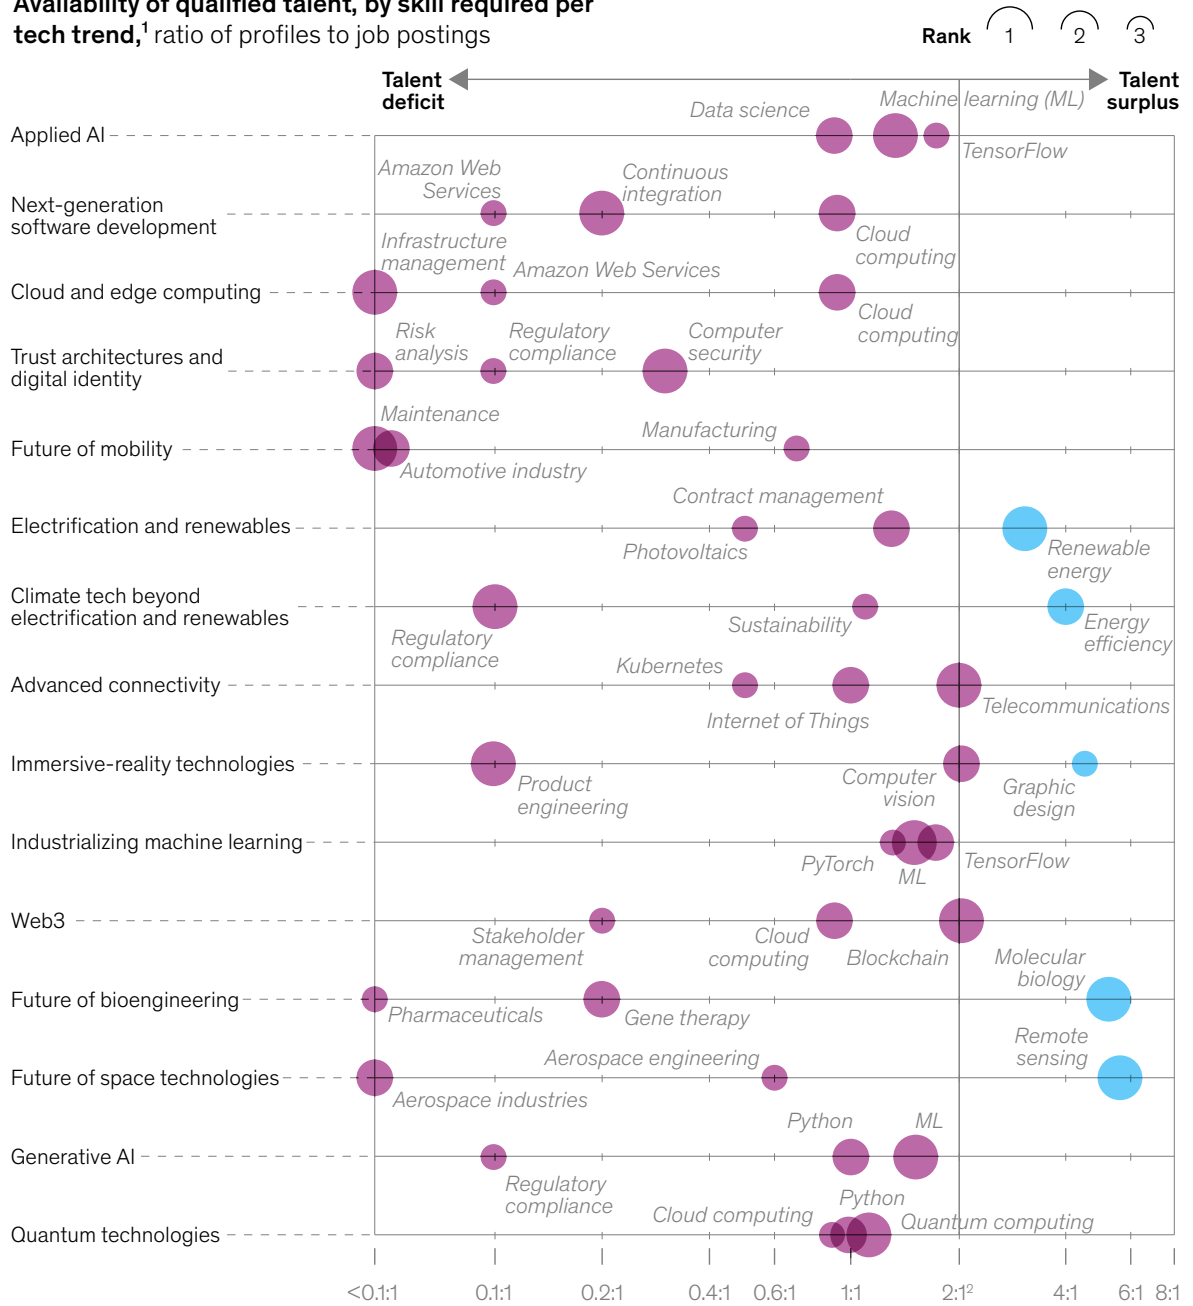 Availability of qualified talent, by skill required per
tech trend,¹ ratio of profiles to job postings
Rank 1 2 3
Talent
deficit
Talent
surplus
Applied AI
Data science
Machine learning (ML)
TensorFlow
Next-generation
software development
Amazon Web
Services
Continuous
integration
Cloud
computing
Cloud and edge computing
Infrastructure
management
Amazon Web Services
Cloud
computing
Trust architectures and
digital identity
Risk
analysis
Regulatory
compliance
Computer
security
Future of mobility
Maintenance
Automotive industry
Manufacturing
Electrification and renewables
Photovoltaics
Contract management
Renewable
energy
Climate tech beyond
electrification and renewables
Regulatory
compliance
Sustainability
Energy
efficiency
Advanced connectivity
Kubernetes
Internet of Things
Telecommunications
Immersive-reality technologies
Product
engineering
Computer
vision
Graphic
design
Industrializing machine learning
PyTorch
ML
TensorFlow
Web3
Stakeholder
management
Cloud
computing
Blockchain
Future of bioengineering
Pharmaceuticals
Gene therapy
Molecular
biology
Future of space technologies
Aerospace industries
Aerospace engineering
Remote
sensing
Generative AI
Regulatory
compliance
Python
ML
Quantum technologies
Cloud computing
Python
Quantum computing
<0.1:1 0.1:1 0.2:1 0.4:1 0.6:1 1:1 2:1² 4:1 6:1 8:1